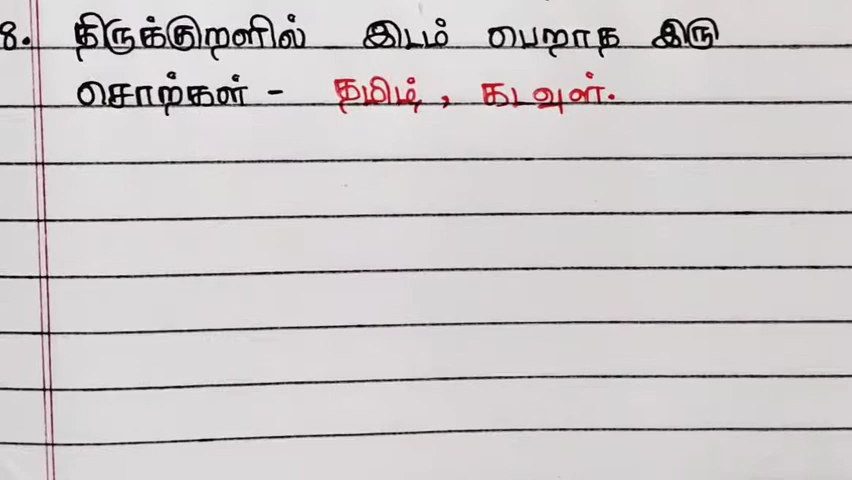 8. திருக்குறளில் இடம் பெறாத இரு
சொற்கள் - தமிழ், கடவுள்.